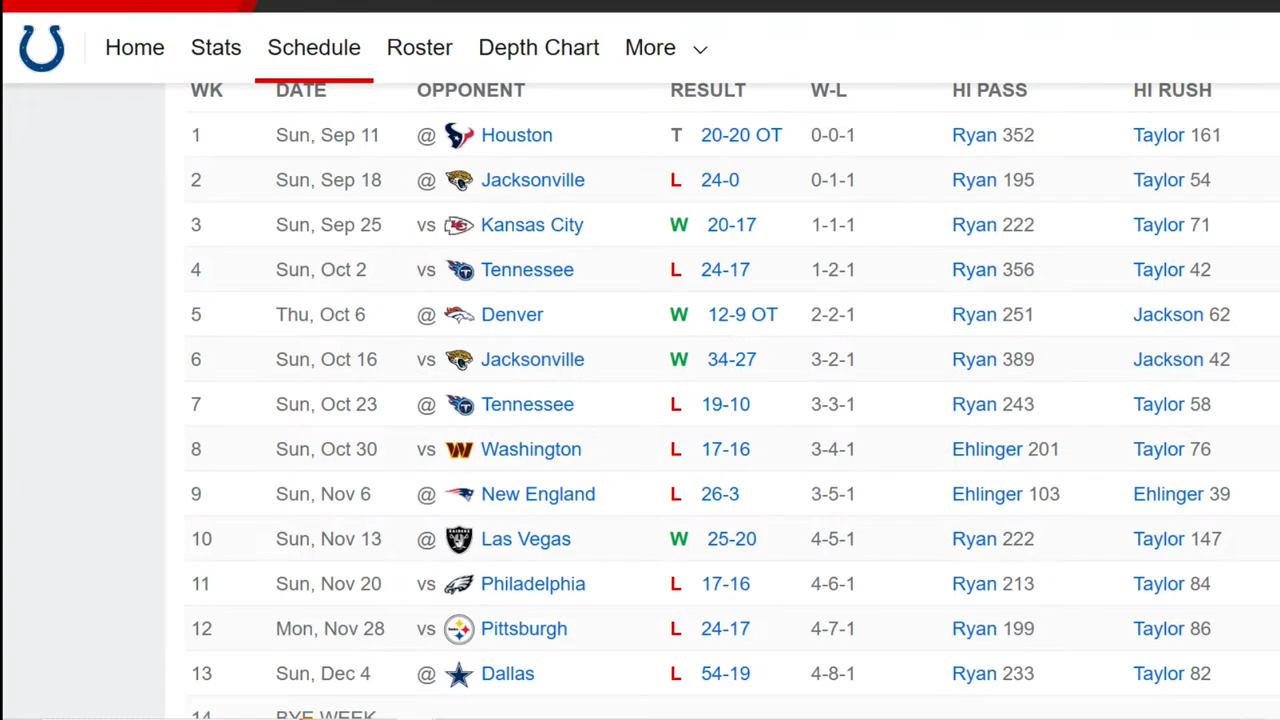 Home Stats Schedule Roster Depth Chart More
WK DATE OPPONENT RESULT W-L HI PASS HI RUSH
1 Sun, Sep 11 @ Houston T 20-20 OT 0-0-1 Ryan 352 Taylor 161
2 Sun, Sep 18 @ Jacksonville L 24-0 0-1-1 Ryan 195 Taylor 54
3 Sun, Sep 25 vs Kansas City W 20-17 1-1-1 Ryan 222 Taylor 71
4 Sun, Oct 2 vs Tennessee L 24-17 1-2-1 Ryan 356 Taylor 42
5 Thu, Oct 6 @ Denver W 12-9 OT 2-2-1 Ryan 251 Jackson 62
6 Sun, Oct 16 vs Jacksonville W 34-27 3-2-1 Ryan 389 Jackson 42
7 Sun, Oct 23 @ Tennessee L 19-10 3-3-1 Ryan 243 Taylor 58
8 Sun, Oct 30 vs Washington L 17-16 3-4-1 Ehlinger 201 Taylor 76
9 Sun, Nov 6 @ New England L 26-3 3-5-1 Ehlinger 103 Ehlinger 39
10 Sun, Nov 13 @ Las Vegas W 25-20 4-5-1 Ryan 222 Taylor 147
11 Sun, Nov 20 vs Philadelphia L 17-16 4-6-1 Ryan 213 Taylor 84
12 Mon, Nov 28 vs Pittsburgh L 24-17 4-7-1 Ryan 199 Taylor 86
13 Sun, Dec 4 @ Dallas L 54-19 4-8-1 Ryan 233 Taylor 82
14 BYE WEEK